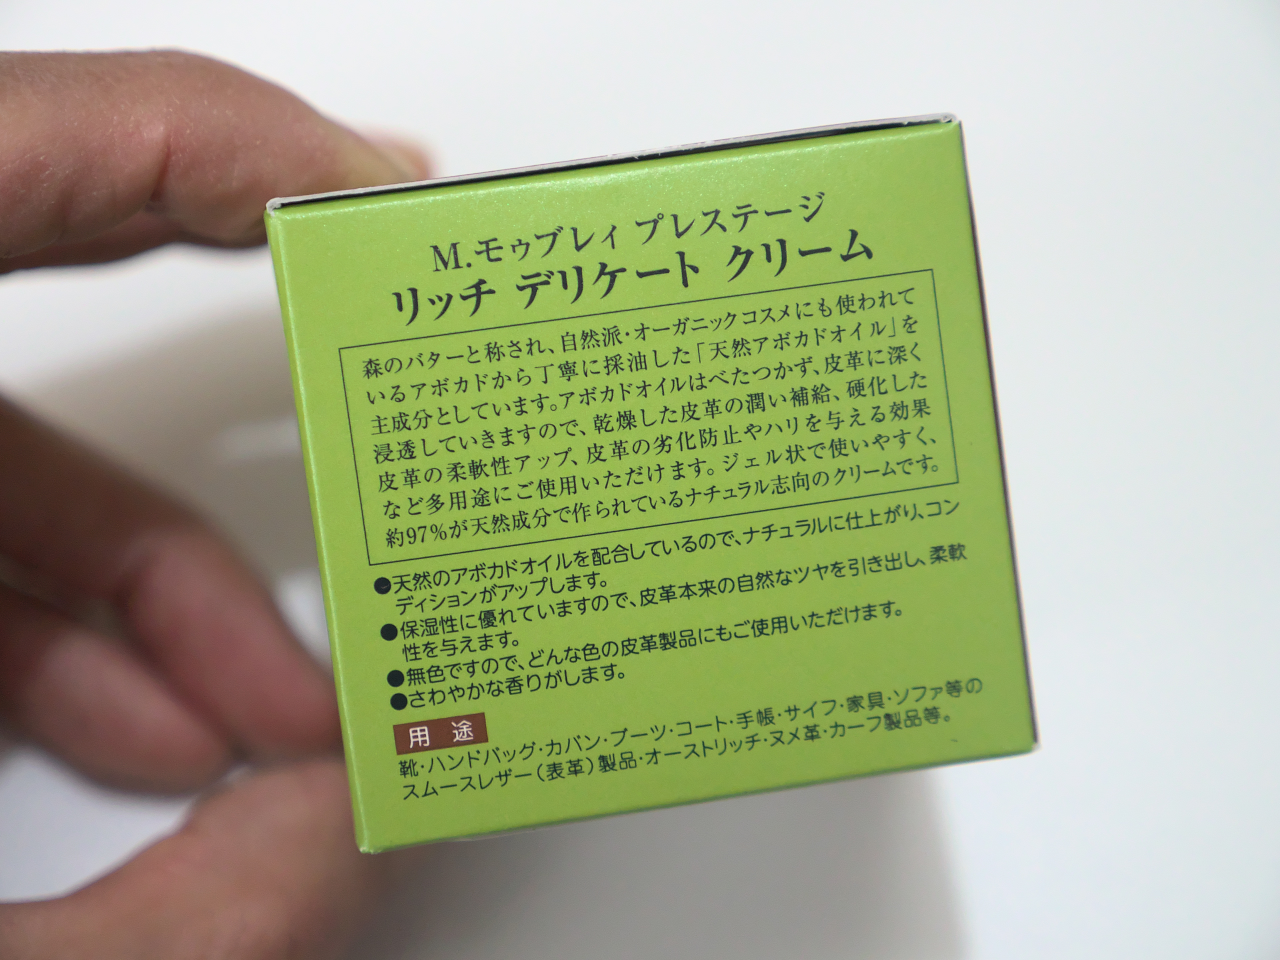 M.モゥブレィ プレステージ
リッチ デリケート クリーム
森のバターと称され、自然派・オーガニックコスメにも使われて
いるアボカドから丁寧に採油した「天然アボカドオイル」を
主成分としています。アボカドオイルはべたつかず、皮革に深く
浸透していきますので、乾燥した皮革の潤い補給、硬化した
皮革の柔軟性アップ、皮革の劣化防止やハリを与える効果
など多用途にご使用いただけます。ジェル状で使いやすく、
約97%が天然成分で作られているナチュラル志向のクリームです。
●天然のアボカドオイルを配合しているので、ナチュラルに仕上がり、コン
ディションがアップします。
●保湿性に優れていますので、皮革本来の自然なツヤを引き出し、柔軟
性を与えます。
●無色ですので、どんな色の皮革製品にもご使用いただけます。
●さわやかな香りがします。
用 途
靴・ハンドバッグ・カバン・ブーツ・コート・手帳・サイフ・家具・ソファ等の
スムースレザー(表革)製品・オーストリッチ・ヌメ革・カーフ製品等。